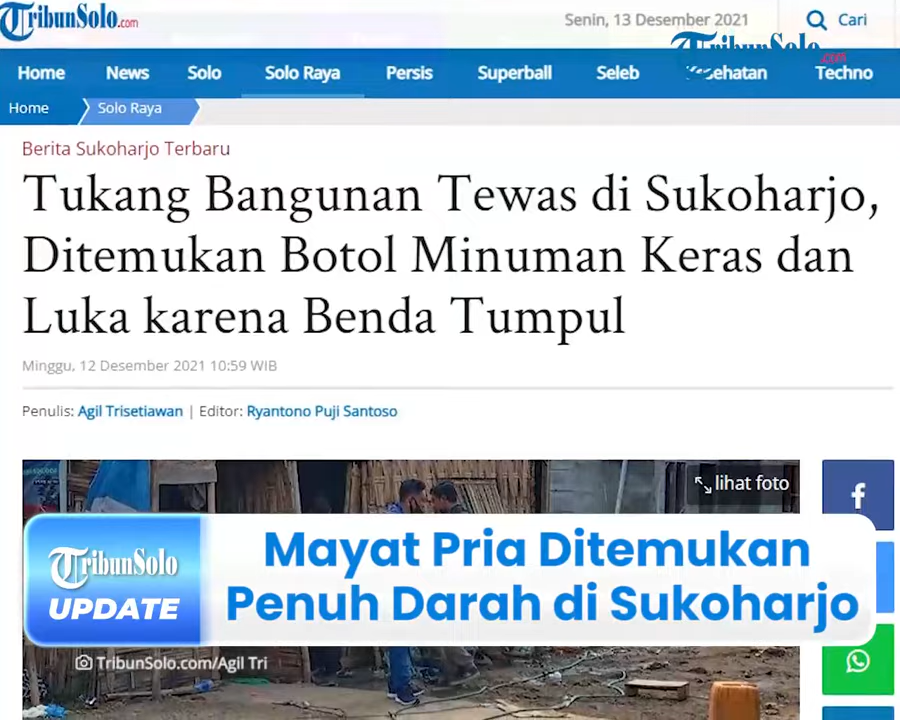 TribunSolo.com
Senin, 13 Desember 2021
Cari
TribunSolo.com
Home News Solo Solo Raya Persis Superball Seleb Kesehatan Techno
Home Solo Raya
Berita Sukoharjo Terbaru
Tukang Bangunan Tewas di Sukoharjo,
Ditemukan Botol Minuman Keras dan
Luka karena Benda Tumpul
Minggu, 12 Desember 2021 10:59 WIB
Penulis: Agil Trisetiawan | Editor: Ryantono Puji Santoso
lihat foto
f
TribunSolo
UPDATE
Mayat Pria Ditemukan
Penuh Darah di Sukoharjo
TribunSolo.com/Agil Tri